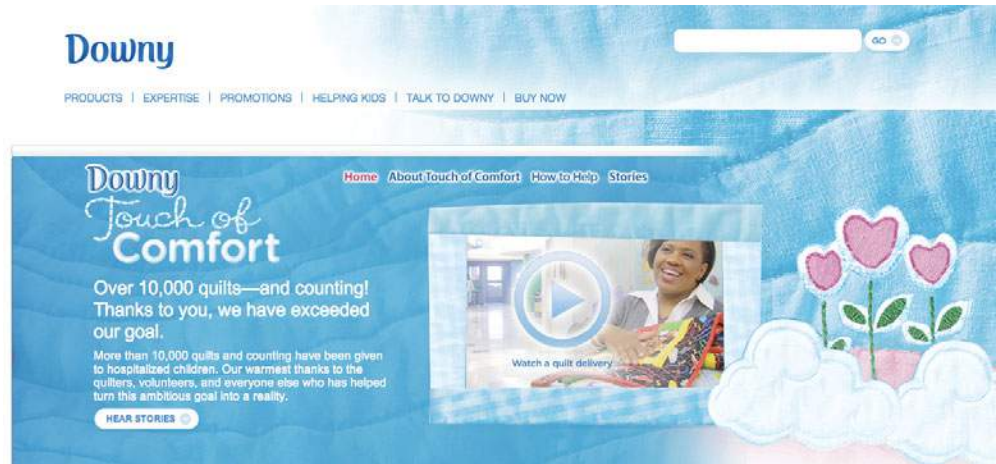 Downy
GO
PRODUCTS | EXPERTISE | PROMOTIONS | HELPING KIDS | TALK TO DOWNY | BUY NOW
Downy
Touch of
Comfort
Home About Touch of Comfort How to Help Stories
Over 10,000 quilts—and counting!
Thanks to you, we have exceeded
our goal.
More than 10,000 quilts and counting have been given
to hospitalized children. Our warmest thanks to the
quilters, volunteers, and everyone else who has helped
turn this ambitious goal into a reality.
HEAR STORIES
Watch a quilt delivery